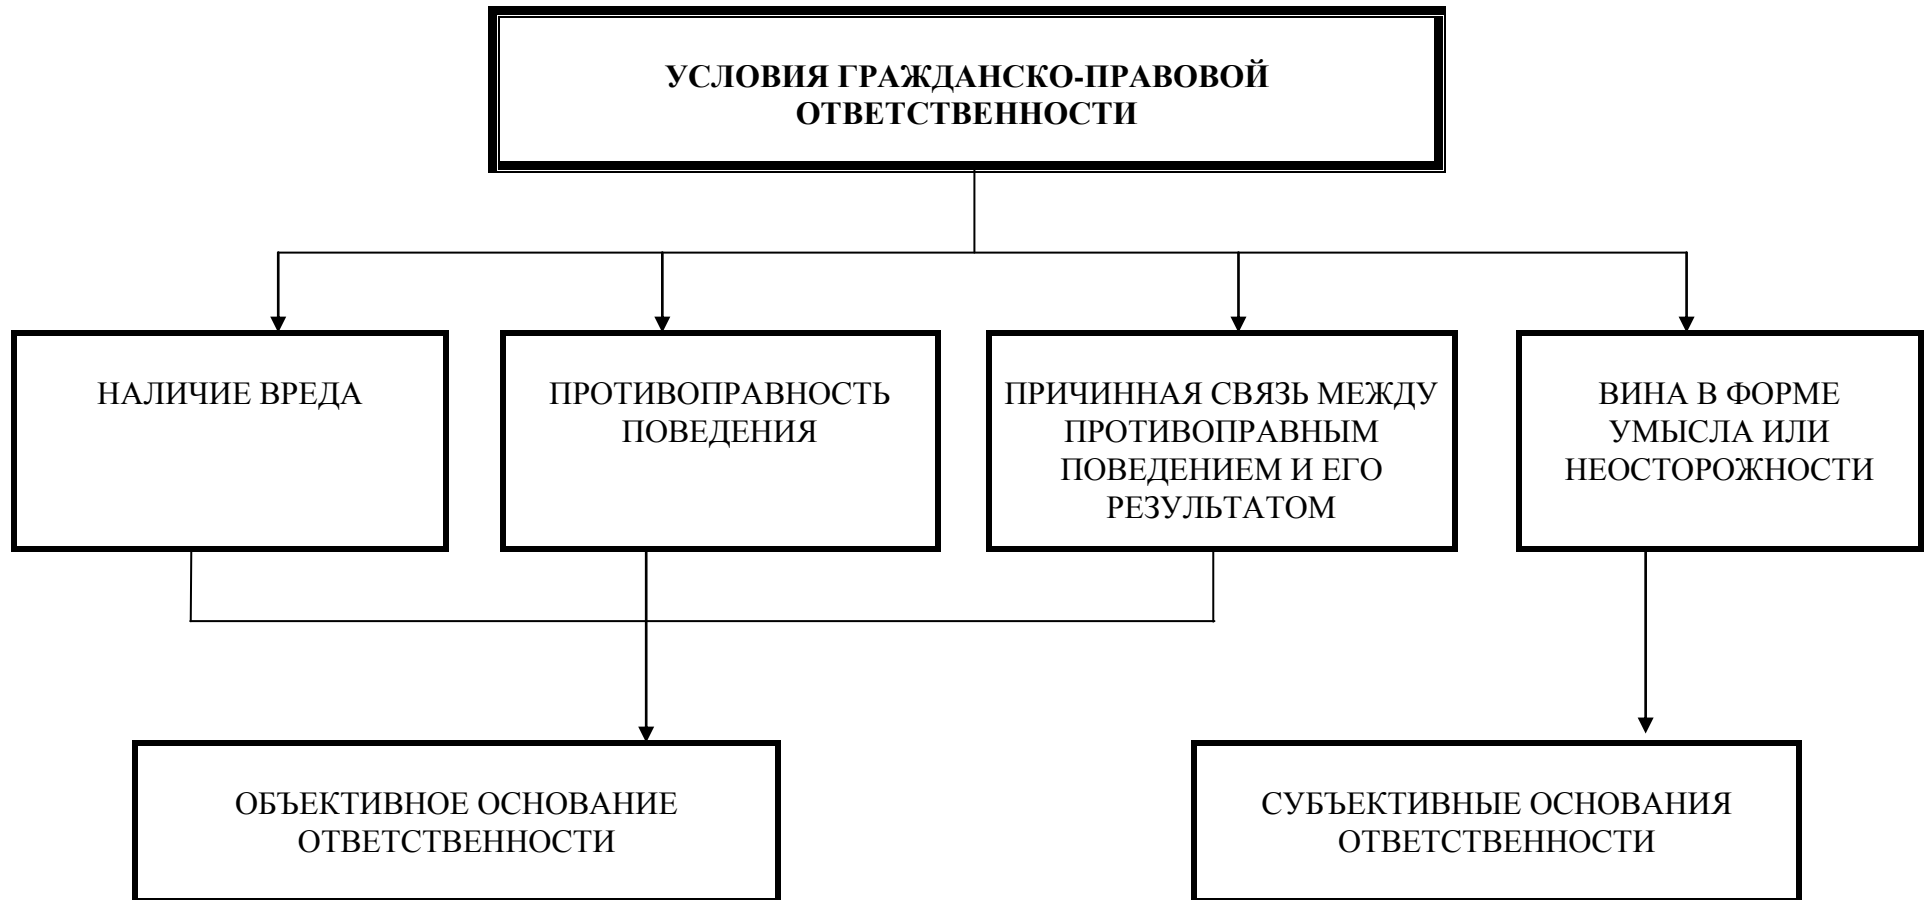 УСЛОВИЯ ГРАЖДАНСКО-ПРАВОВОЙ
ОТВЕТСТВЕННОСТИ
НАЛИЧИЕ ВРЕДА
ПРОТИВОПРАВНОСТЬ
ПОВЕДЕНИЯ
ПРИЧИННАЯ СВЯЗЬ МЕЖДУ
ПРОТИВОПРАВНЫМ
ПОВЕДЕНИЕМ И ЕГО
РЕЗУЛЬТАТОМ
ВИНА В ФОРМЕ
УМЫСЛА ИЛИ
НЕОСТОРОЖНОСТИ
ОБЪЕКТИВНОЕ ОСНОВАНИЕ
ОТВЕТСТВЕННОСТИ
СУБЪЕКТИВНЫЕ ОСНОВАНИЯ
ОТВЕТСТВЕННОСТИ